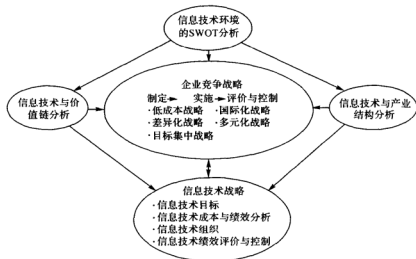 信息技术环境
的SWOT分析
企业竞争战略
制定 实施 评价与控制
·低成本战略 ·国际化战略
·差异化战略 ·多元化战略
·目标集中战略
信息技术与价
值链分析
信息技术与产业
结构分析
信息技术战略
·信息技术目标
·信息技术成本与绩效分析
·信息技术组织
·信息技术绩效评价与控制